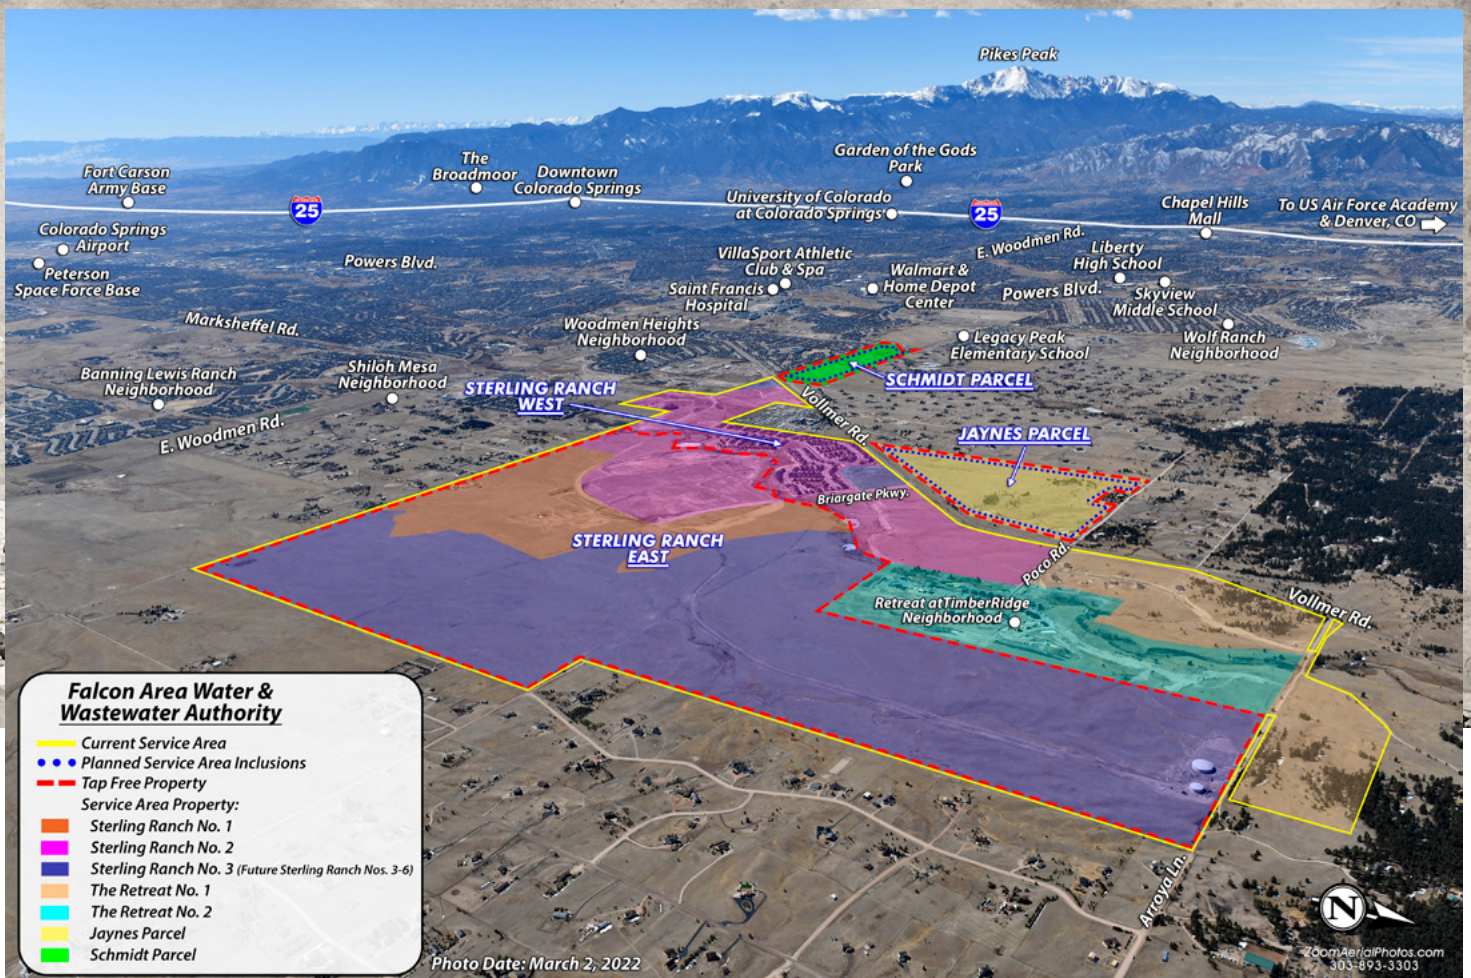 Pikes Peak
Garden of the Gods
Park
The
Broadmoor
Downtown
Colorado Springs
Fort Carson
Army Base
University of Colorado
at Colorado Springs
Chapel Hills
Mall
To US Air Force Academy
& Denver, CO
25
25
Colorado Springs
Airport
E. Woodmen Rd.
Liberty
High School
Powers Blvd.
VillaSport Athletic
Club & Spa
Walmart &
Home Depot
Center
Peterson
Space Force Base
Saint Francis
Hospital
Powers Blvd.
Skyview
Middle School
Marksheffel Rd.
Woodmen Heights
Neighborhood
Legacy Peak
Elementary School
Wolf Ranch
Neighborhood
Banning Lewis Ranch
Neighborhood
Shiloh Mesa
Neighborhood
STERLING RANCH
WEST
SCHMIDT PARCEL
Vollmer Rd.
E. Woodmen Rd.
JAYNES PARCEL
Briargate Pkwy.
STERLING RANCH
EAST
Poco Rd.
Retreat at TimberRidge
Neighborhood
Vollmer Rd.
Arroya Ln.
Falcon Area Water &
Wastewater Authority
Current Service Area
Planned Service Area Inclusions
Tap Free Property
Service Area Property:
Sterling Ranch No. 1
Sterling Ranch No. 2
Sterling Ranch No. 3 (Future Sterling Ranch Nos. 3-6)
The Retreat No. 1
The Retreat No. 2
Jaynes Parcel
Schmidt Parcel
Photo Date: March 2, 2022
N
ZoomAerialPhotos.com
303-893-3303